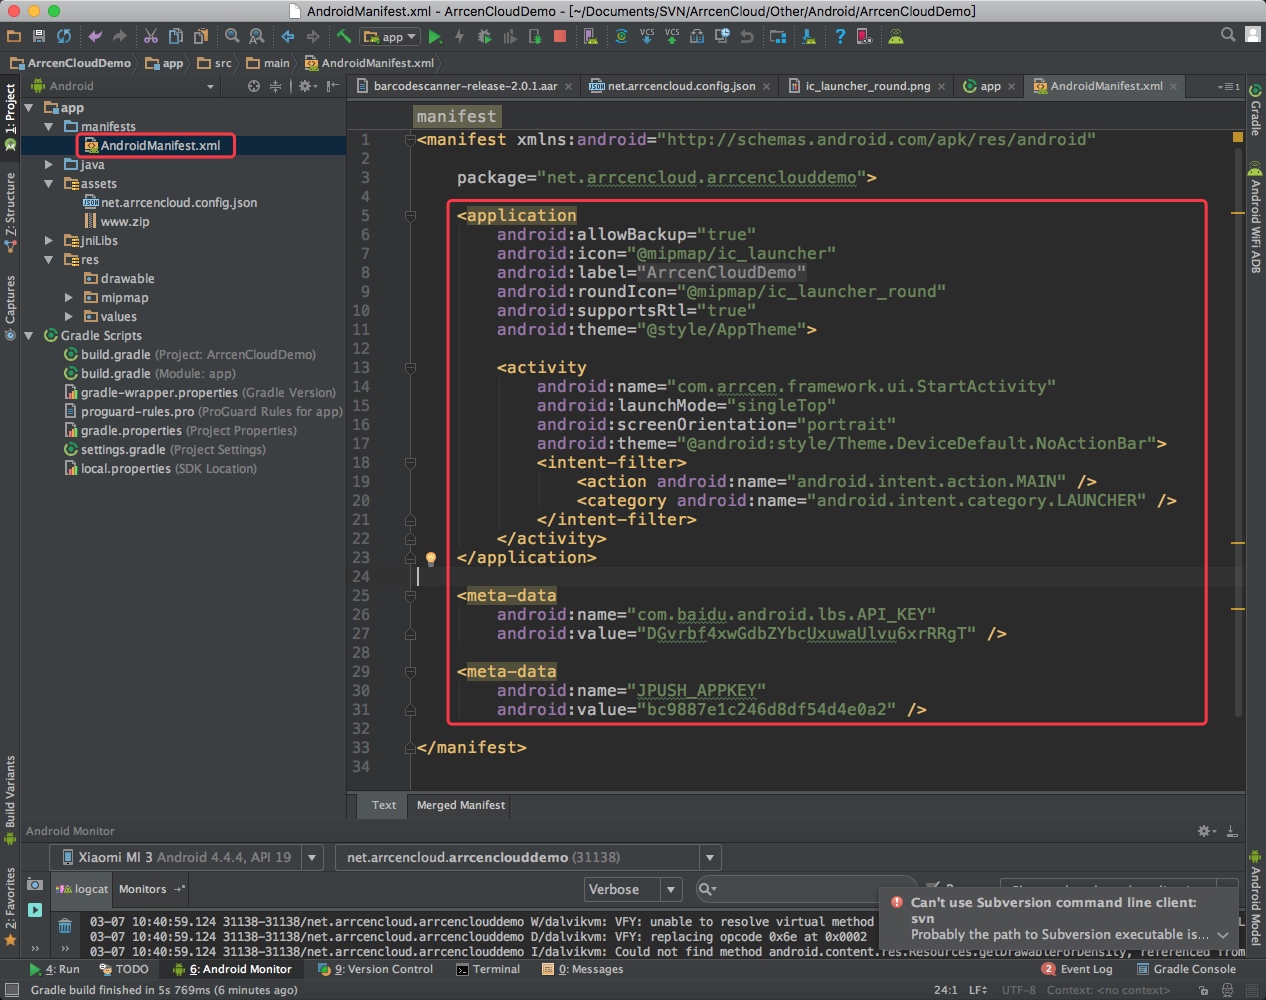 AndroidManifest.xml - ArrcenCloudDemo - [~/Documents/SVN/ArrcenCloud/Other/Android/ArrcenCloudDemo]
app
VCS VCS
ArrcenCloudDemo app src main AndroidManifest.xml
1: Project
Z: Structure
Captures
Build Variants
2: Favorites
Android
app
manifests
AndroidManifest.xml
java
assets
net.arrcencloud.config.json
www.zip
jniLibs
res
drawable
mipmap
values
Gradle Scripts
build.gradle (Project: ArrcenCloudDemo)
build.gradle (Module: app)
gradle-wrapper.properties (Gradle Version)
proguard-rules.pro (ProGuard Rules for app)
gradle.properties (Project Properties)
settings.gradle (Project Settings)
local.properties (SDK Location)
barcodescanner-release-2.0.1.aar net.arrcencloud.config.json ic_launcher_round.png app AndroidManifest.xml
manifest
1 <manifest xmlns:android="http://schemas.android.com/apk/res/android"
2
3 package="net.arrcencloud.arrcenclouddemo">
4
5 <application
6 android:allowBackup="true"
7 android:icon="@mipmap/ic_launcher"
8 android:label="ArrcenCloudDemo"
9 android:roundIcon="@mipmap/ic_launcher_round"
10 android:supportsRtl="true"
11 android:theme="@style/AppTheme">
12
13 <activity
14 android:name="com.arrcen.framework.ui.StartActivity"
15 android:launchMode="singleTop"
16 android:screenOrientation="portrait"
17 android:theme="@android:style/Theme.DeviceDefault.NoActionBar">
18 <intent-filter>
19 <action android:name="android.intent.action.MAIN" />
20 <category android:name="android.intent.category.LAUNCHER" />
21 </intent-filter>
22 </activity>
23 </application>
24
25 <meta-data
26 android:name="com.baidu.android.lbs.API_KEY"
27 android:value="DGvrbf4xwGdbZYbcUxuwaUlvu6xrRRgT" />
28
29 <meta-data
30 android:name="JPUSH_APPKEY"
31 android:value="bc9887e1c246d8df54d4e0a2" />
32
33 </manifest>
34
Gradle
Android WiFi ADB
Android Model
Text Merged Manifest
Android Monitor
Xiaomi MI 3 Android 4.4.4, API 19 net.arrcencloud.arrcenclouddemo (31138)
logcat Monitors Verbose
03-07 10:40:59.124 31138-31138/net.arrcencloud.arrcenclouddemo W/dalvikvm: VFY: unable to resolve virtual method
03-07 10:40:59.124 31138-31138/net.arrcencloud.arrcenclouddemo D/dalvikvm: VFY: replacing opcode 0x6e at 0x0002
03-07 10:40:59.124 31138-31138/net.arrcencloud.arrcenclouddemo I/dalvikvm: Could not find method android.content.res.Resources.getDrawableForDensity, referenced from
Can't use Subversion command line client:
svn
Probably the path to Subversion executable is...
4: Run TODO 6: Android Monitor 9: Version Control Terminal 0: Messages 2 Event Log Gradle Console
Gradle build finished in 5s 769ms (6 minutes ago) 24:1 LF UTF-8 Context: <no context>